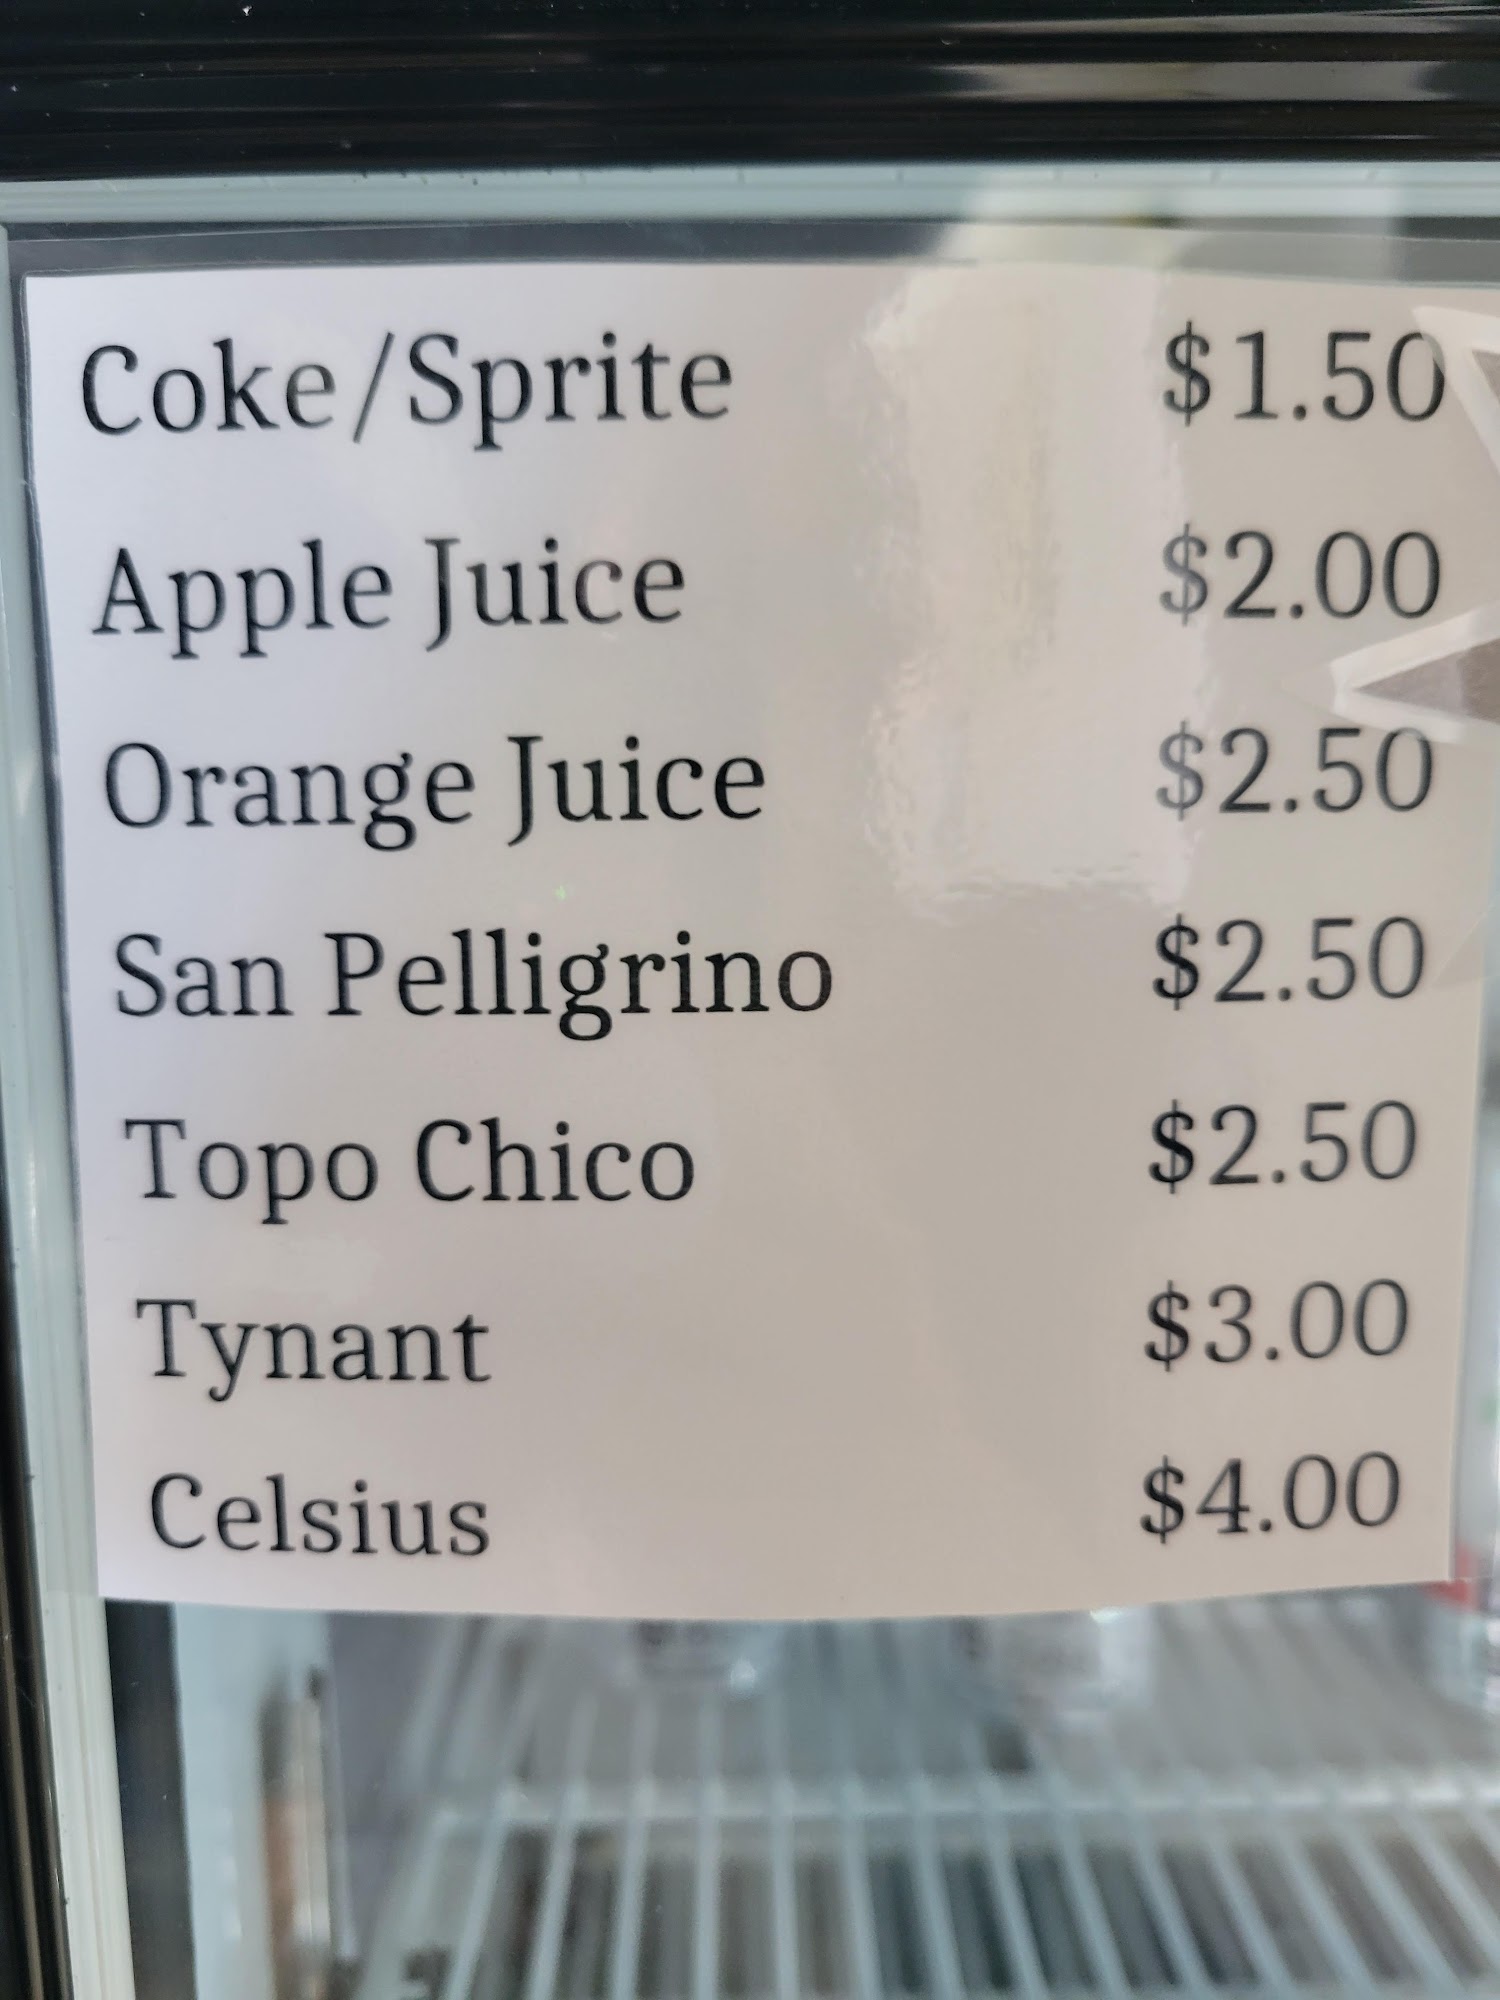 Coke/Sprite $1.50
Apple Juice $2.00
Orange Juice $2.50
San Pelligrino $2.50
Topo Chico $2.50
Tynant $3.00
Celsius $4.00